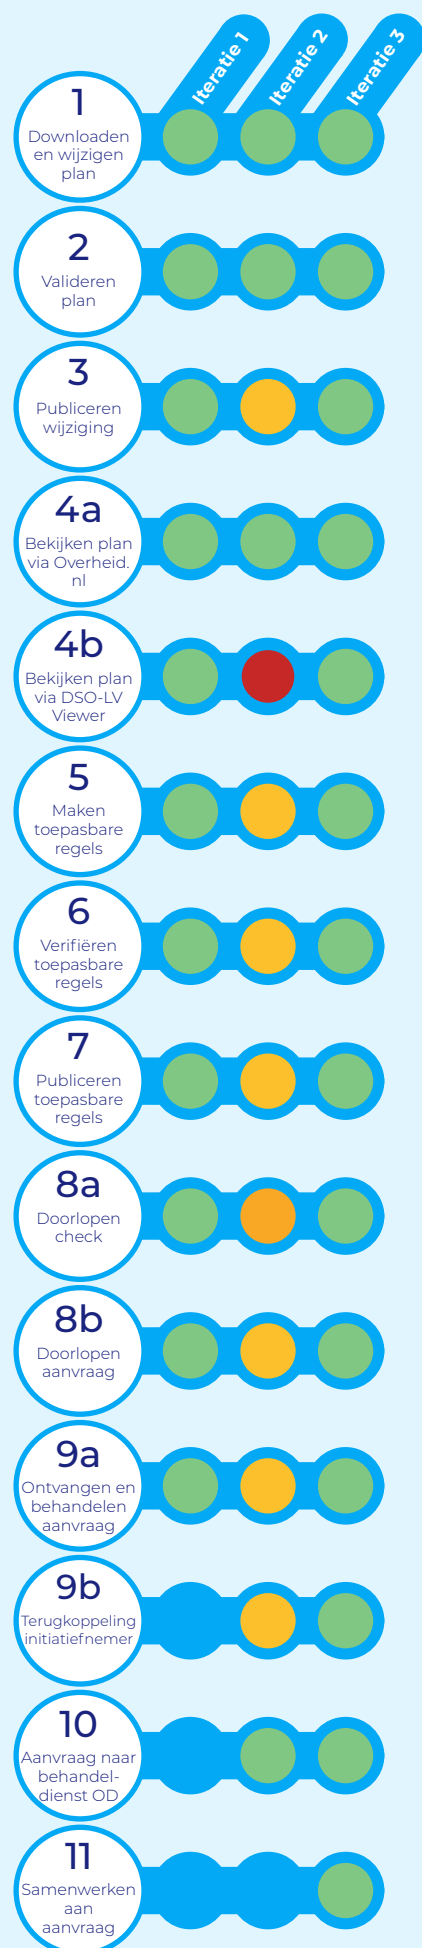 Iteratie 1
Iteratie 2
Iteratie 3
1
Downloaden
en wijzigen
plan
2
Valideren
plan
3
Publiceren
wijziging
4a
Bekijken plan
via Overheid.
nl
4b
Bekijken plan
via DSO-LV
Viewer
5
Maken
toepasbare
regels
6
Verifiëren
toepasbare
regels
7
Publiceren
toepasbare
regels
8a
Doorlopen
check
8b
Doorlopen
aanvraag
9a
Ontvangen en
behandelen
aanvraag
9b
Terugkoppeling
initiatiefnemer
10
Aanvraag naar
behandel-
dienst OD
11
Samenwerken
aan
aanvraag